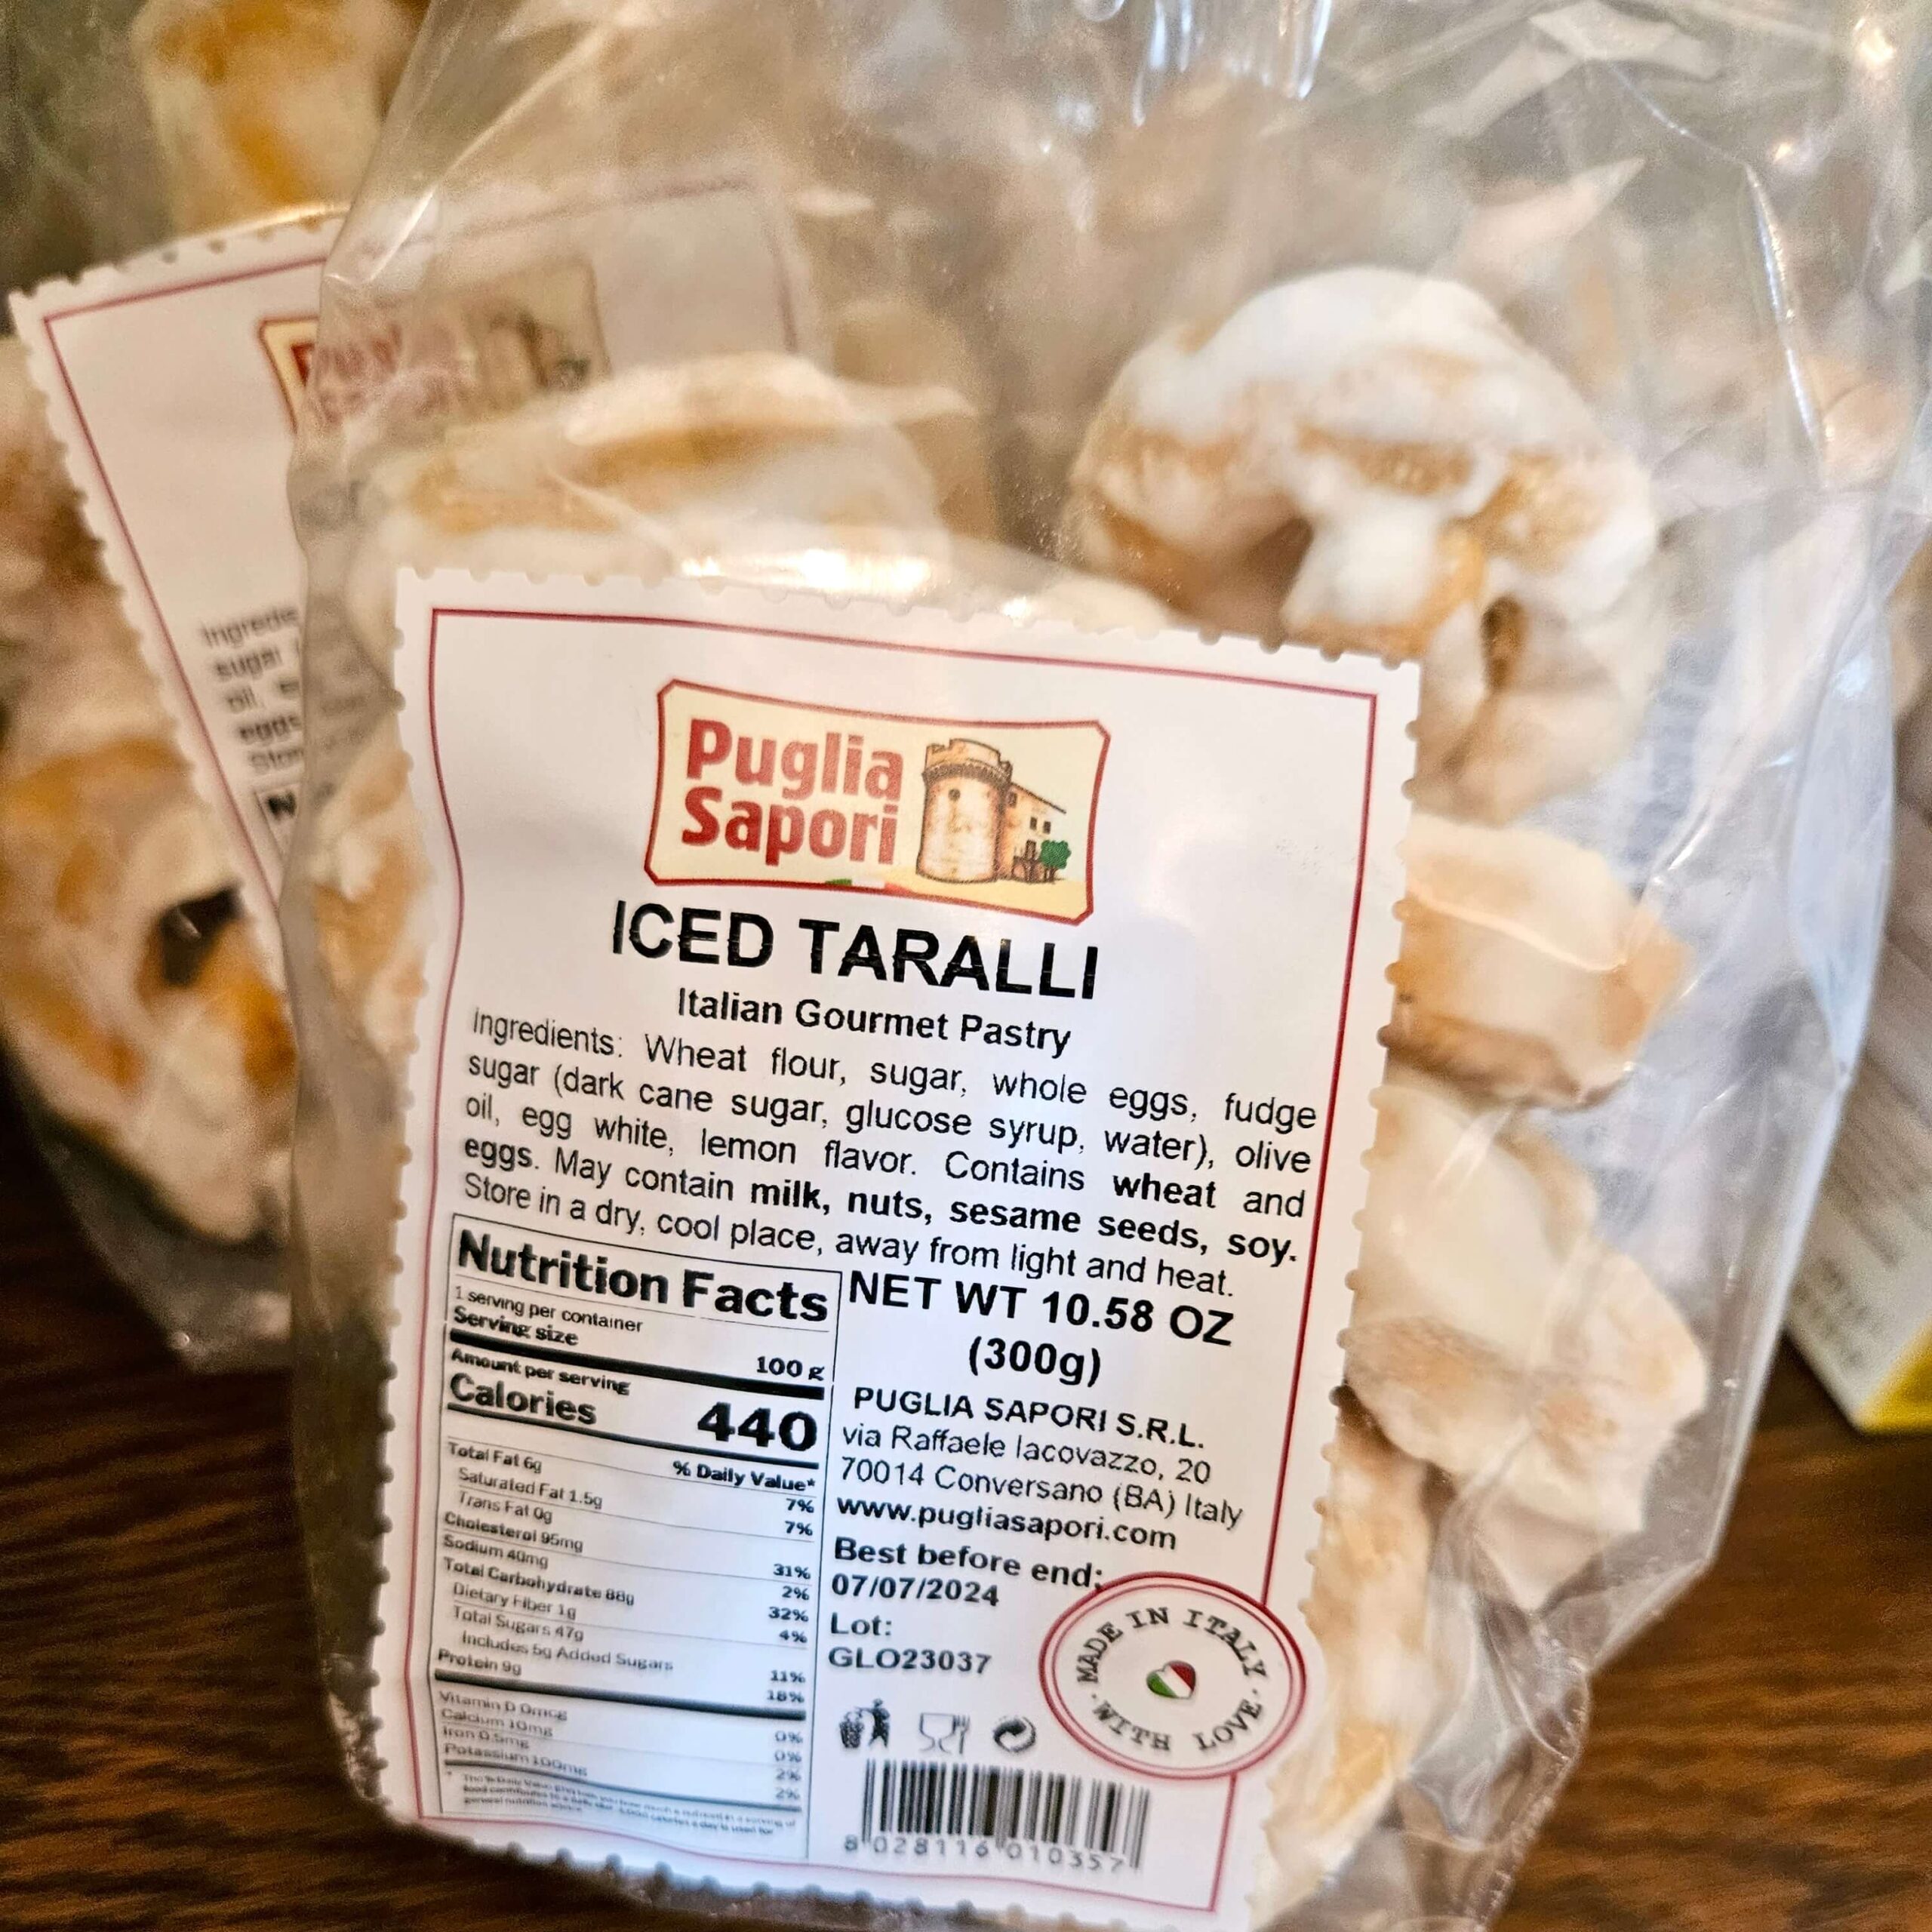 Puglia
Sapori
ICED TARALLI
Italian Gourmet Pastry
Ingredients: Wheat flour, sugar, whole eggs, fudge
sugar (dark cane sugar, glucose syrup, water), olive
oil, egg white, lemon flavor. Contains wheat and
eggs. May contain milk, nuts, sesame seeds, soy.
Store in a dry, cool place, away from light and heat.
Nutrition Facts
1 serving per container
Serving size 100 g
Amount per serving
Calories 440
% Daily Value*
Total Fat 6g 7%
Saturated Fat 1.5g 7%
Trans Fat 0g
Cholesterol 95mg 31%
Sodium 40mg 2%
Total Carbohydrate 88g 32%
Dietary Fiber 1g 4%
Total Sugars 47g
Includes 5g Added Sugars 11%
Protein 9g 18%
Vitamin D 0mcg 0%
Calcium 10mg 0%
Iron 0.5mg 2%
Potassium 100mg 2%
NET WT 10.58 OZ
(300g)
PUGLIA SAPORI S.R.L.
via Raffaele Iacovazzo, 20
70014 Conversano (BA) Italy
www.pugliasapori.com
Best before end:
07/07/2024
Lot:
GLO23037
MADE IN ITALY
WITH LOVE
8 028116 010357
sugar
oil,
eggs